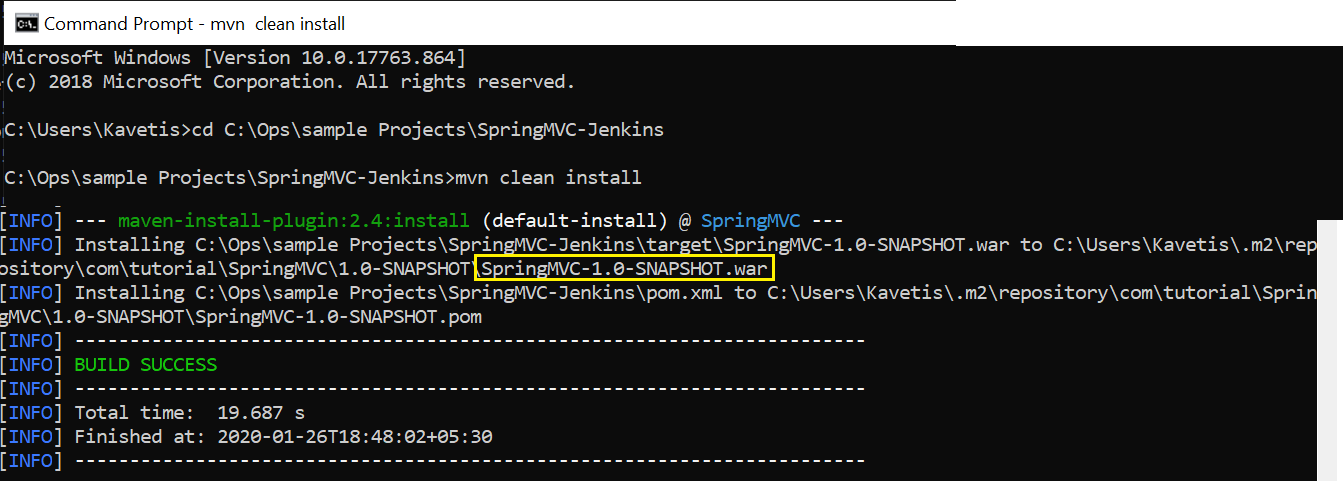 Command Prompt - mvn  clean install
Microsoft Windows [Version 10.0.17763.864]
(c) 2018 Microsoft Corporation. All rights reserved.
C:\Users\Kavetis>cd C:\Ops\sample Projects\SpringMVC-Jenkins
C:\Ops\sample Projects\SpringMVC-Jenkins>mvn clean install
[INFO] --- maven-install-plugin:2.4:install (default-install) @ SpringMVC ---
[INFO] Installing C:\Ops\sample Projects\SpringMVC-Jenkins\target\SpringMVC-1.0-SNAPSHOT.war to C:\Users\Kavetis\.m2\rep
ository\com\tutorial\SpringMVC\1.0-SNAPSHOT\SpringMVC-1.0-SNAPSHOT.war
[INFO] Installing C:\Ops\sample Projects\SpringMVC-Jenkins\pom.xml to C:\Users\Kavetis\.m2\repository\com\tutorial\Sprin
gMVC\1.0-SNAPSHOT\SpringMVC-1.0-SNAPSHOT.pom
[INFO] ------------------------------------------------------------------------
[INFO] BUILD SUCCESS
[INFO] ------------------------------------------------------------------------
[INFO] Total time:  19.687 s
[INFO] Finished at: 2020-01-26T18:48:02+05:30
[INFO] ------------------------------------------------------------------------